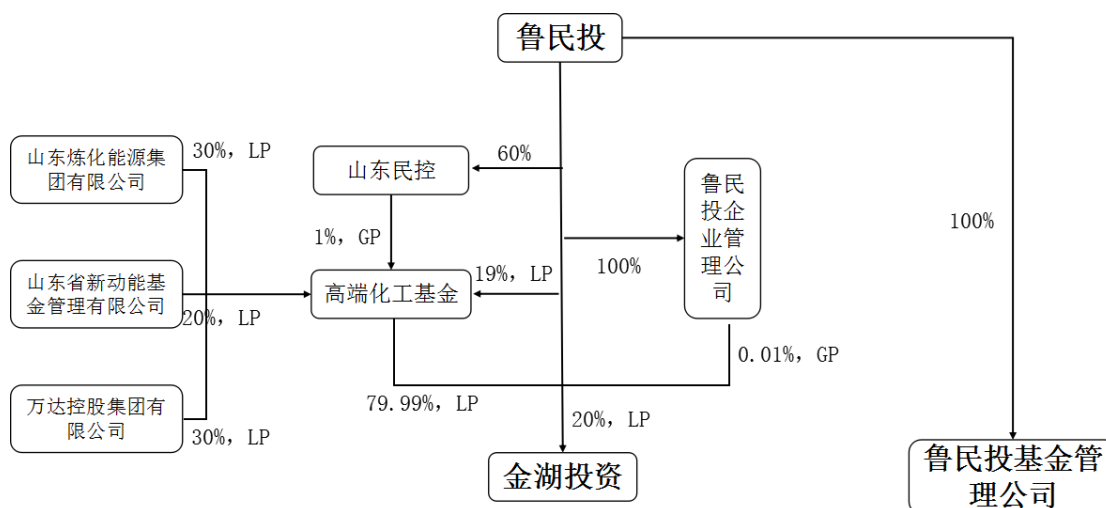 鲁民投
山东炼化能源集
团有限公司
30%，LP
山东民控
60%
鲁民
投企
业管
理公
司
100%
1%，GP
山东省新动能基
金管理有限公司
20%，LP
高端化工基金
19%，LP
100%
0.01%，GP
万达控股集团有
限公司
30%，LP
79.99%，LP
20%，LP
金湖投资
鲁民投基金管
理公司